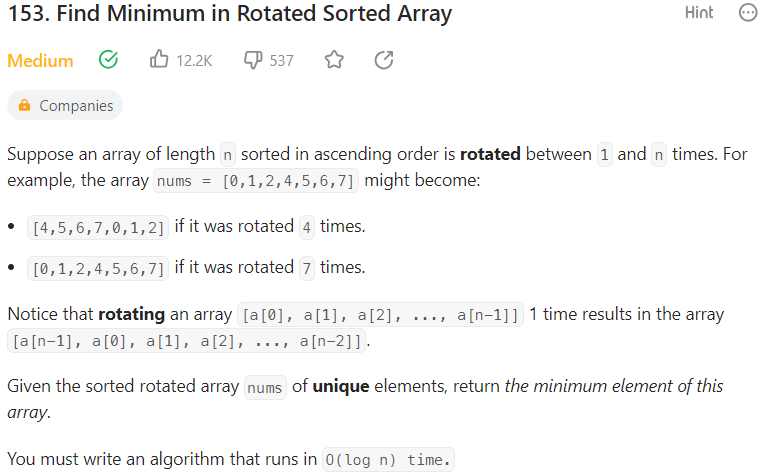 153. Find Minimum in Rotated Sorted Array Hint
Medium 12.2K 537
Companies
Suppose an array of length n sorted in ascending order is rotated between 1 and n times. For
example, the array nums = [0,1,2,4,5,6,7] might become:
• [4,5,6,7,0,1,2] if it was rotated 4 times.
• [0,1,2,4,5,6,7] if it was rotated 7 times.
Notice that rotating an array [a[0], a[1], a[2], ..., a[n-1]] 1 time results in the array
[a[n-1], a[0], a[1], a[2], ..., a[n-2]].
Given the sorted rotated array nums of unique elements, return the minimum element of this
array.
You must write an algorithm that runs in O(log n) time.